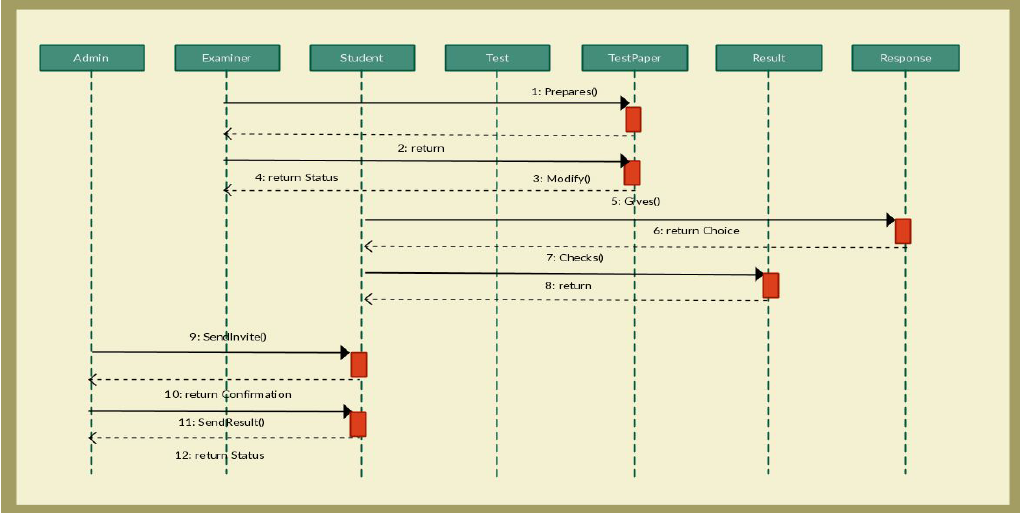 Admin
Examiner
Student
Test
TestPaper
Result
Response
1: Prepares()
2: return
4: return Status
3: Modify()
5: Gives()
6: return Choice
7: Checks()
8: return
9: SendInvite()
10: return Confirmation
11: SendResult()
12: return Status